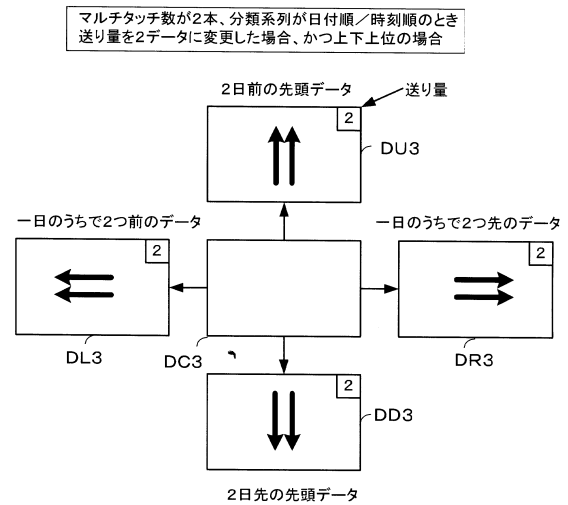 マルチタッチ数が2本、分類系列が日付順／時刻順のとき
送り量を2データに変更した場合、かつ上下上位の場合
2日前の先頭データ
送り量
2
DU3
一日のうちで2つ前のデータ
一日のうちで2つ先のデータ
2
2
DL3
DC3
DR3
2
DD3
2日先の先頭データ